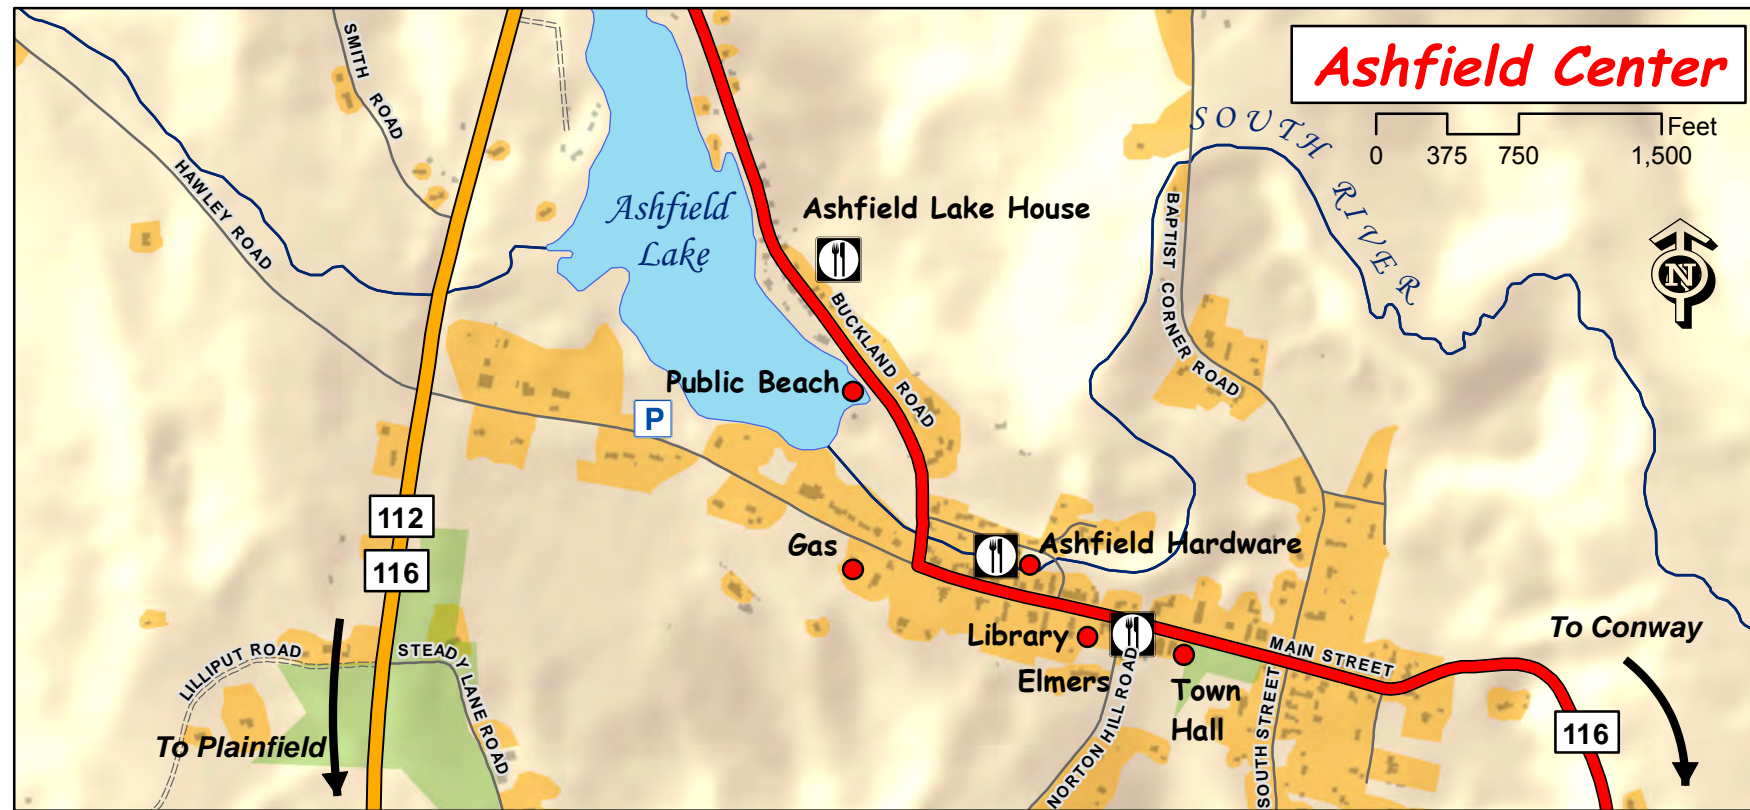 Ashfield Center
Feet
0 375 750 1,500
SOUTH RIVER
N
SMITH ROAD
HAWLEY ROAD
Ashfield
Lake
Ashfield Lake House
BUCKLAND ROAD
BAPTIST CORNER ROAD
Public Beach
P
112
116
Gas
Ashfield Hardware
Library
Elmers
Town
Hall
MAIN STREET
NORTON HILL ROAD
SOUTH STREET
LILLIPUT ROAD
STEADY LANE ROAD
To Plainfield
To Conway
116